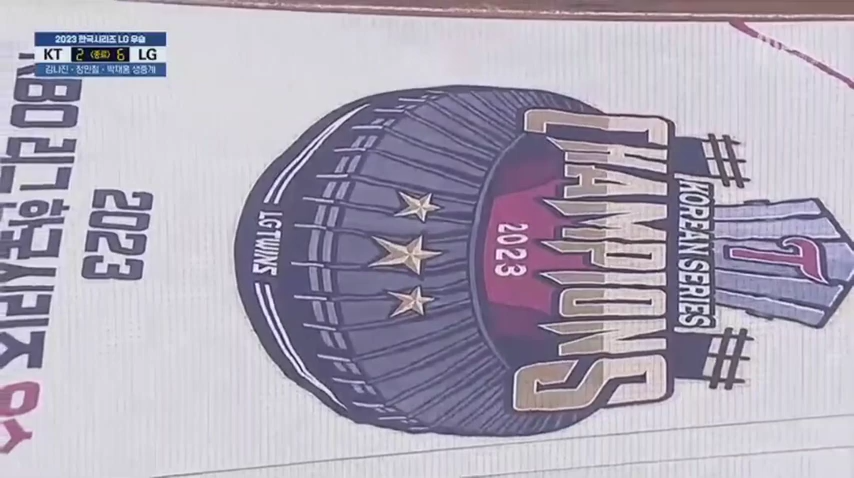 2023 한국시리즈 LG 우승
KT 2 <종료> 6 LG
김나진 · 정민철 · 박재홍 생중계
KBO 리그 한국시리즈 우승
2023
LG TWINS
2023
CHAMPIONS
KOREAN SERIES
T